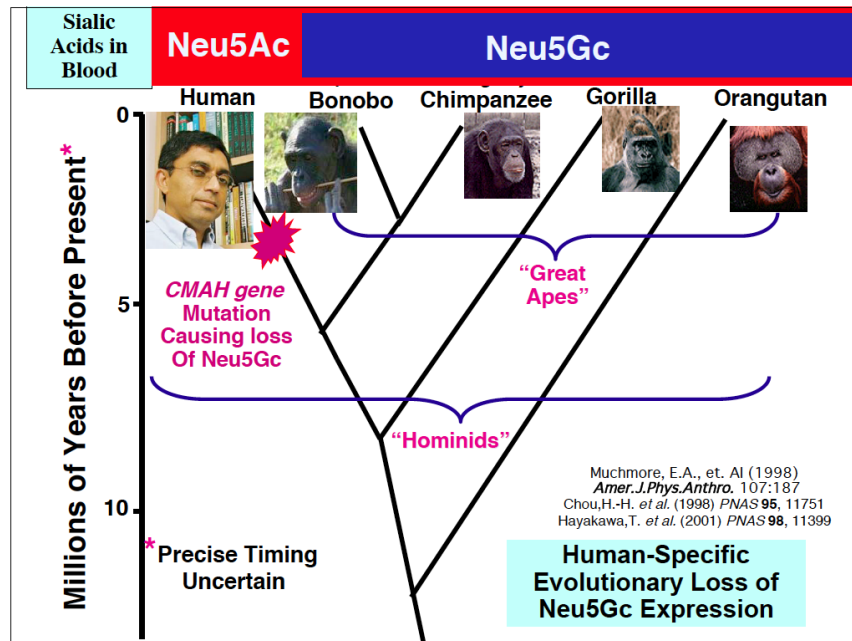 Sialic
Acids in
Blood
Neu5Ac
Neu5Gc
Human
Bonobo
Chimpanzee
Gorilla
Orangutan
Millions of Years Before Present*
0
5
10
CMAH gene
Mutation
Causing loss
Of Neu5Gc
“Great
Apes”
“Hominids”
Muchmore, E.A., et. Al (1998)
Amer.J.Phys.Anthro. 107:187
Chou,H.-H. et al. (1998) PNAS 95, 11751
Hayakawa,T. et al. (2001) PNAS 98, 11399
*Precise Timing
Uncertain
Human-Specific
Evolutionary Loss of
Neu5Gc Expression